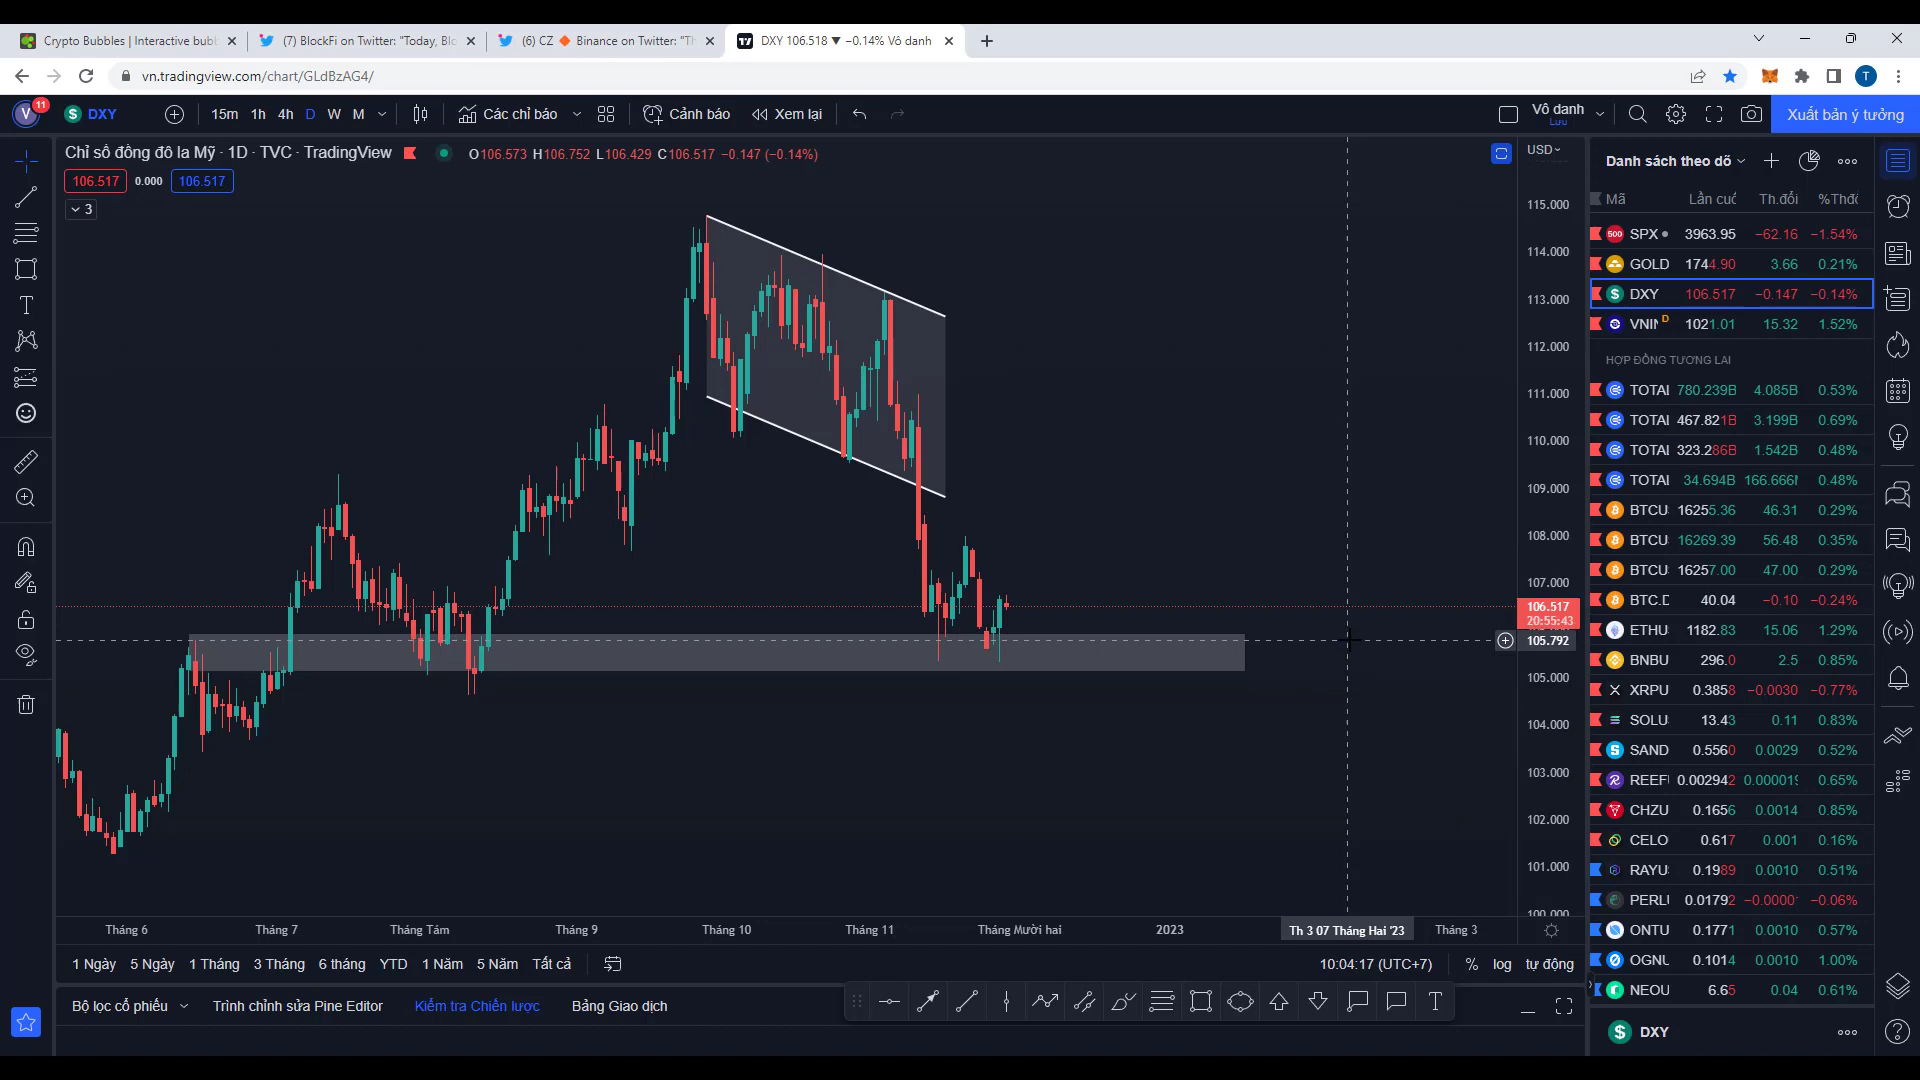 Crypto Bubbles | Interactive bubb
(7) BlockFi on Twitter: "Today, Blo
(6) CZ 🔶 Binance on Twitter: "Th
DXY 106.518 ▼ −0.14% Vô danh
vn.tradingview.com/chart/GLdBzAG4/
V 11 DXY 15m 1h 4h D W M Các chỉ báo Cảnh báo Xem lại Vô danh Xuất bản ý tưởng
Lưu
Chỉ số đồng đô la Mỹ · 1D · TVC · TradingView O106.573 H106.752 L106.429 C106.517 −0.147 (−0.14%)
106.517 0.000 106.517
3
USD
115.000
114.000
113.000
112.000
111.000
110.000
109.000
108.000
107.000
106.517
20:55:43
105.792
105.000
104.000
103.000
102.000
101.000
100.000
Tháng 6 Tháng 7 Tháng Tám Tháng 9 Tháng 10 Tháng 11 Tháng Mười hai 2023 Th 3 07 Tháng Hai '23 Tháng 3
1 Ngày 5 Ngày 1 Tháng 3 Tháng 6 tháng YTD 1 Năm 5 Năm Tất cả 10:04:17 (UTC+7) % log tự động
Bộ lọc cổ phiếu Trình chỉnh sửa Pine Editor Kiểm tra Chiến lược Bảng Giao dịch
Danh sách theo dõ
Mã Lần cuố Th.đổi %Thđổ
500 SPX 3963.95 −62.16 −1.54%
GOLD 1744.90 3.66 0.21%
DXY 106.517 −0.147 −0.14%
VNIN D 1021.01 15.32 1.52%
HỢP ĐỒNG TƯƠNG LAI
TOTAL 780.239B 4.085B 0.53%
TOTAL 467.821B 3.199B 0.69%
TOTAL 323.286B 1.542B 0.48%
TOTAL 34.694B 166.666M 0.48%
BTCU 16255.36 46.31 0.29%
BTCU 16269.39 56.48 0.35%
BTCU 16257.00 47.00 0.29%
BTC.D 40.04 −0.10 −0.24%
ETHU 1182.83 15.06 1.29%
BNBU 296.0 2.5 0.85%
XRPU 0.3858 −0.0030 −0.77%
SOLU 13.43 0.11 0.83%
SAND 0.5560 0.0029 0.52%
REEF 0.002942 0.000019 0.65%
CHZU 0.1656 0.0014 0.85%
CELO 0.617 0.001 0.16%
RAYU 0.1989 0.0010 0.51%
PERL 0.01792 −0.0000 −0.06%
ONTU 0.1771 0.0010 0.57%
OGNU 0.1014 0.0010 1.00%
NEOU 6.65 0.04 0.61%
DXY